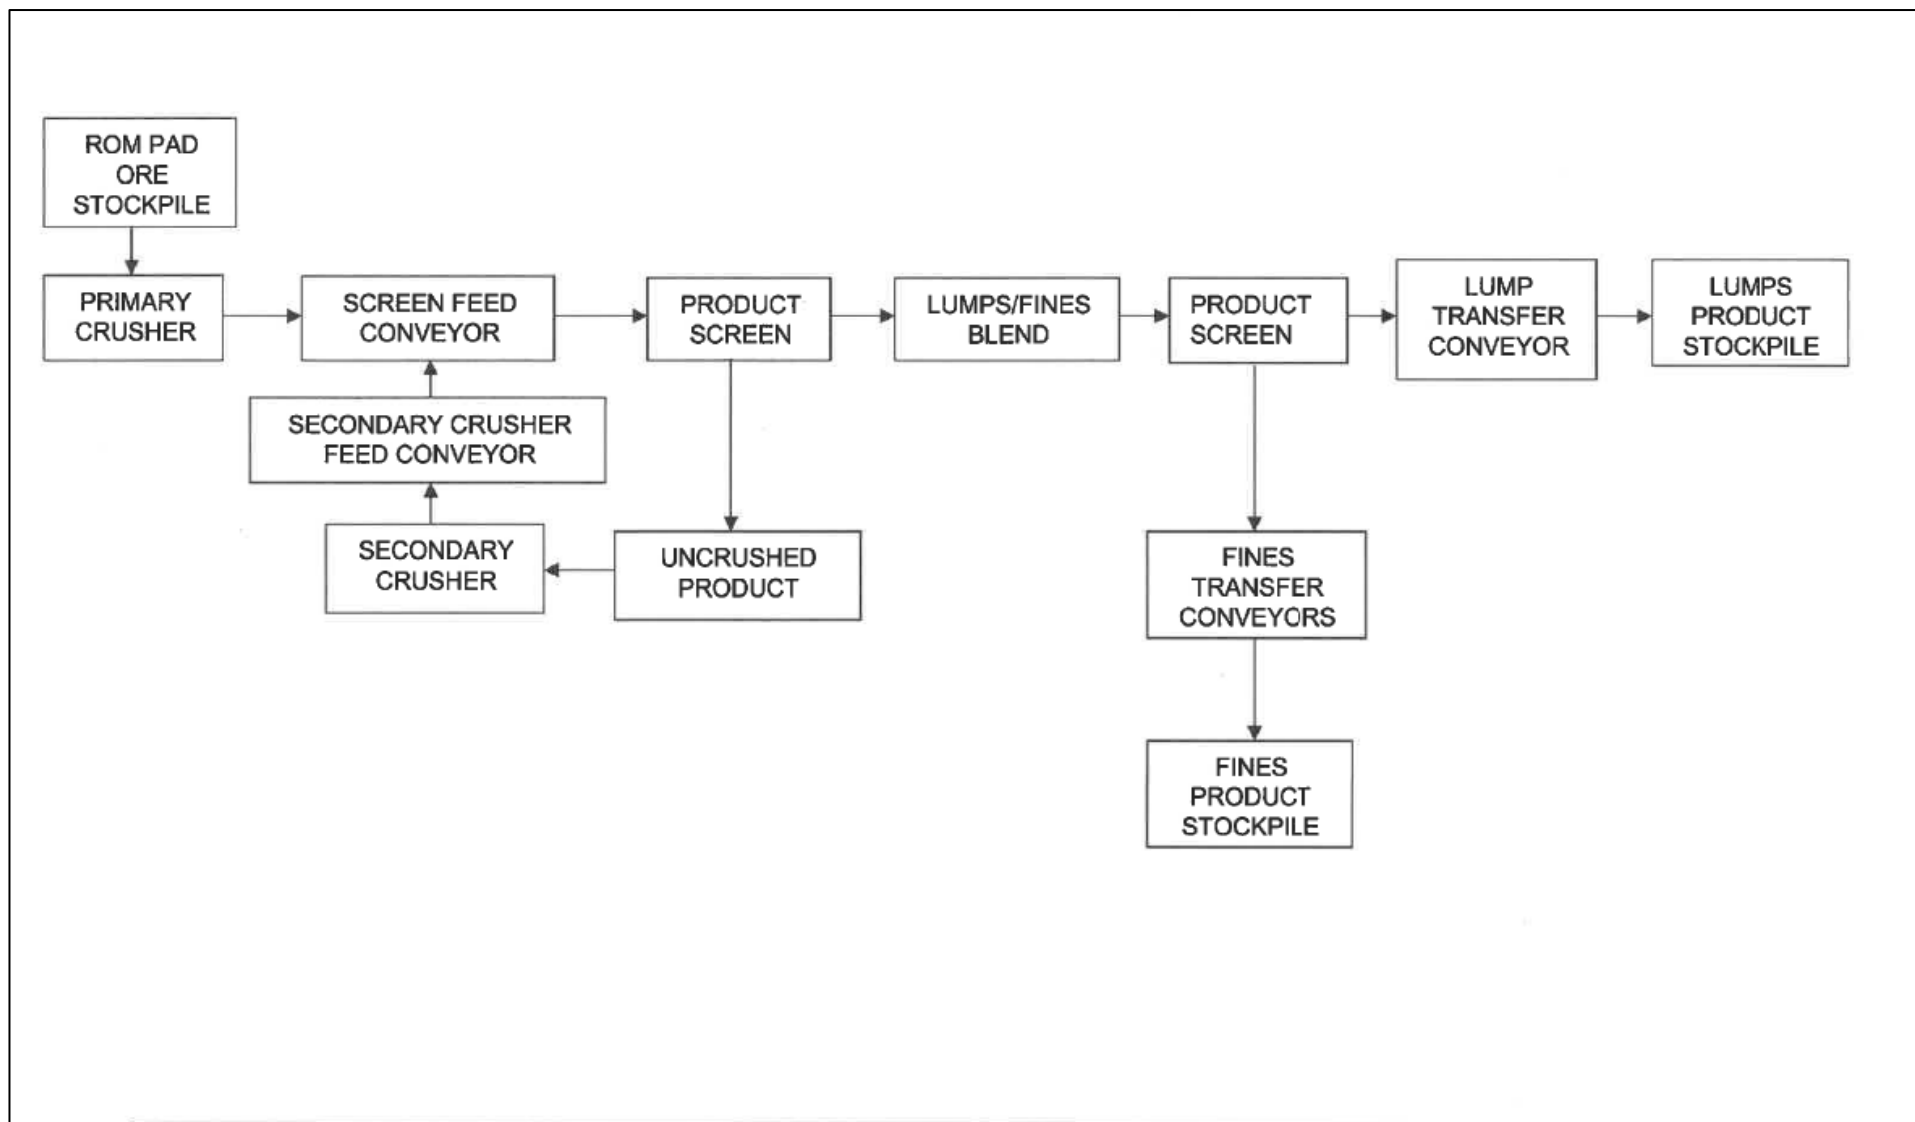 ROM PAD
ORE
STOCKPILE
PRIMARY
CRUSHER
SCREEN FEED
CONVEYOR
PRODUCT
SCREEN
LUMPS/FINES
BLEND
PRODUCT
SCREEN
LUMP
TRANSFER
CONVEYOR
LUMPS
PRODUCT
STOCKPILE
SECONDARY CRUSHER
FEED CONVEYOR
SECONDARY
CRUSHER
UNCRUSHED
PRODUCT
FINES
TRANSFER
CONVEYORS
FINES
PRODUCT
STOCKPILE